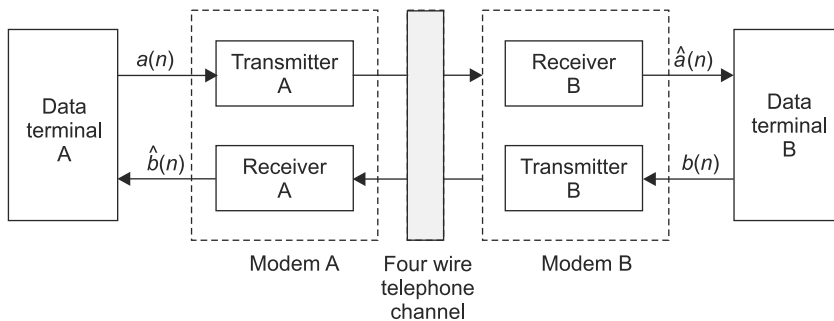 Data
terminal
A
a(n)
b̂(n)
Transmitter
A
Receiver
A
Modem A
Four wire
telephone
channel
Receiver
B
Transmitter
B
Modem B
â(n)
b(n)
Data
terminal
B